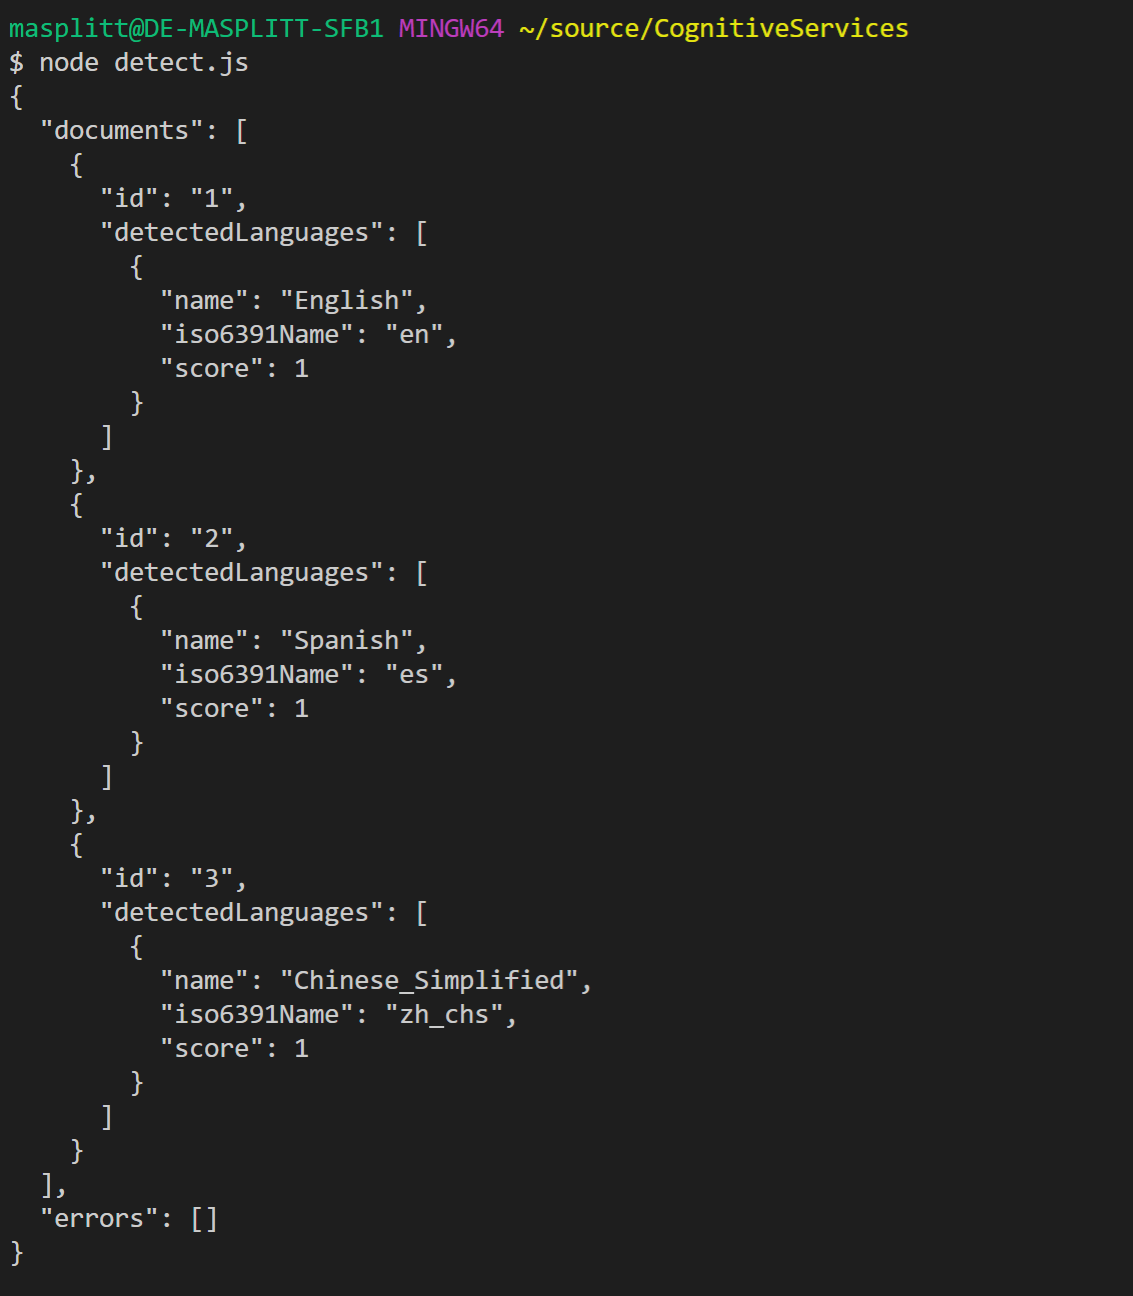 masplitt@DE-MASPLITT-SFB1 MINGW64 ~/source/CognitiveServices
$ node detect.js
{
  "documents": [
    {
      "id": "1",
      "detectedLanguages": [
        {
          "name": "English",
          "iso6391Name": "en",
          "score": 1
        }
      ]
    },
    {
      "id": "2",
      "detectedLanguages": [
        {
          "name": "Spanish",
          "iso6391Name": "es",
          "score": 1
        }
      ]
    },
    {
      "id": "3",
      "detectedLanguages": [
        {
          "name": "Chinese_Simplified",
          "iso6391Name": "zh_chs",
          "score": 1
        }
      ]
    }
  ],
  "errors": []
}